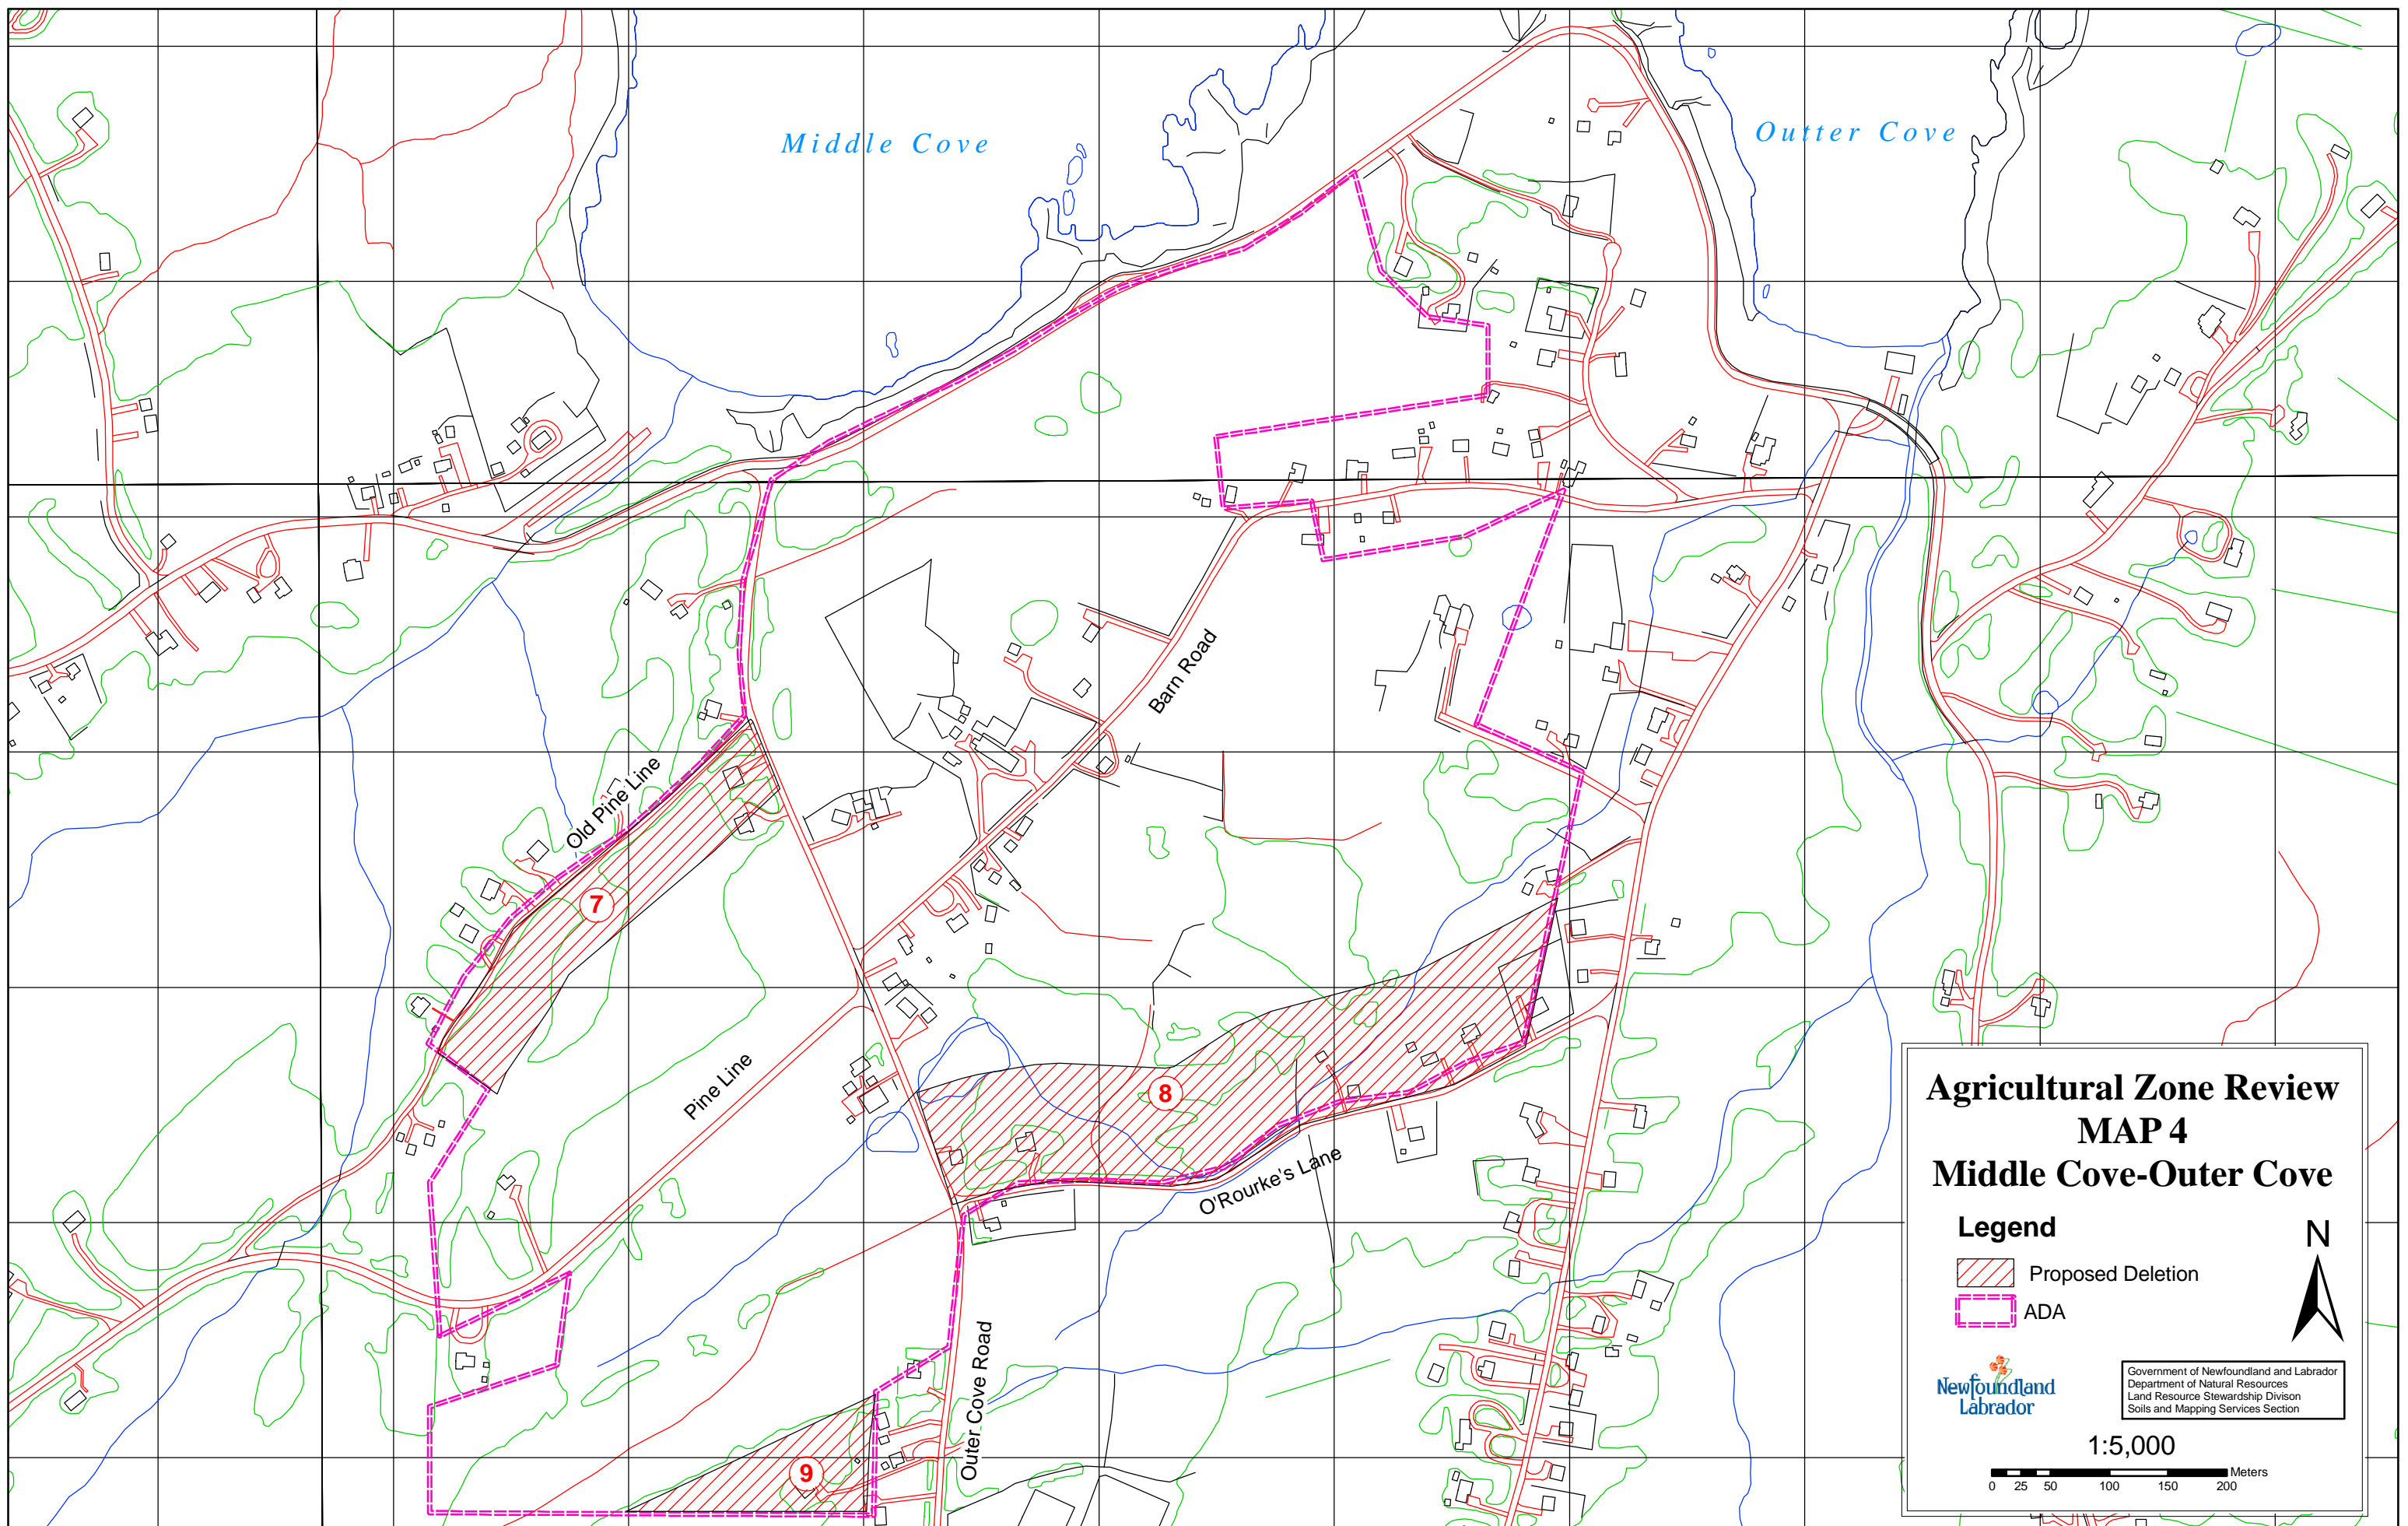 Middle Cove
Outter Cove
Barn Road
Old Pine Line
7
Pine Line
8
O'Rourke's Lane
Outer Cove Road
9
Agricultural Zone Review
MAP 4
Middle Cove-Outer Cove
Legend
N
Proposed Deletion
ADA
Newfoundland
Labrador
Government of Newfoundland and Labrador
Department of Natural Resources
Land Resource Stewardship Divison
Soils and Mapping Services Section
1:5,000
Meters
0 25 50 100 150 200